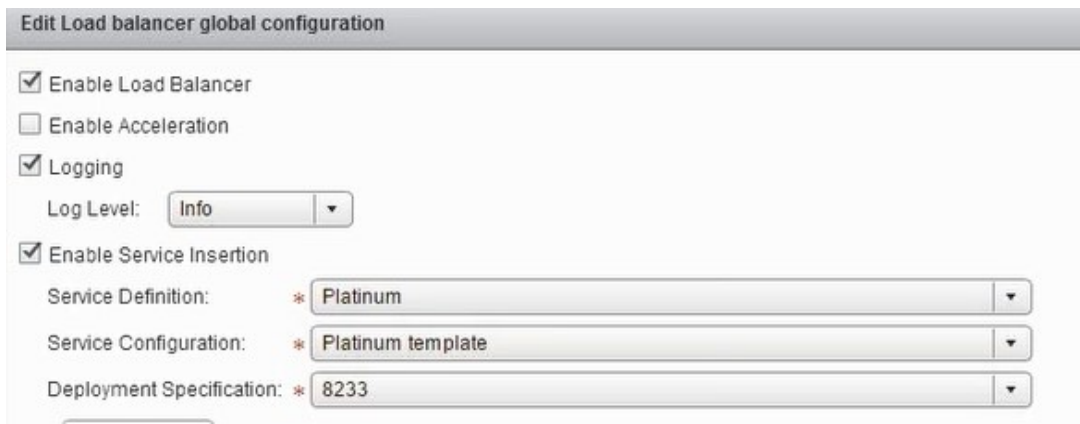 Edit Load balancer global configuration
Enable Load Balancer
Enable Acceleration
Logging
Log Level: Info
Enable Service Insertion
Service Definition: * Platinum
Service Configuration: * Platinum template
Deployment Specification: * 8233